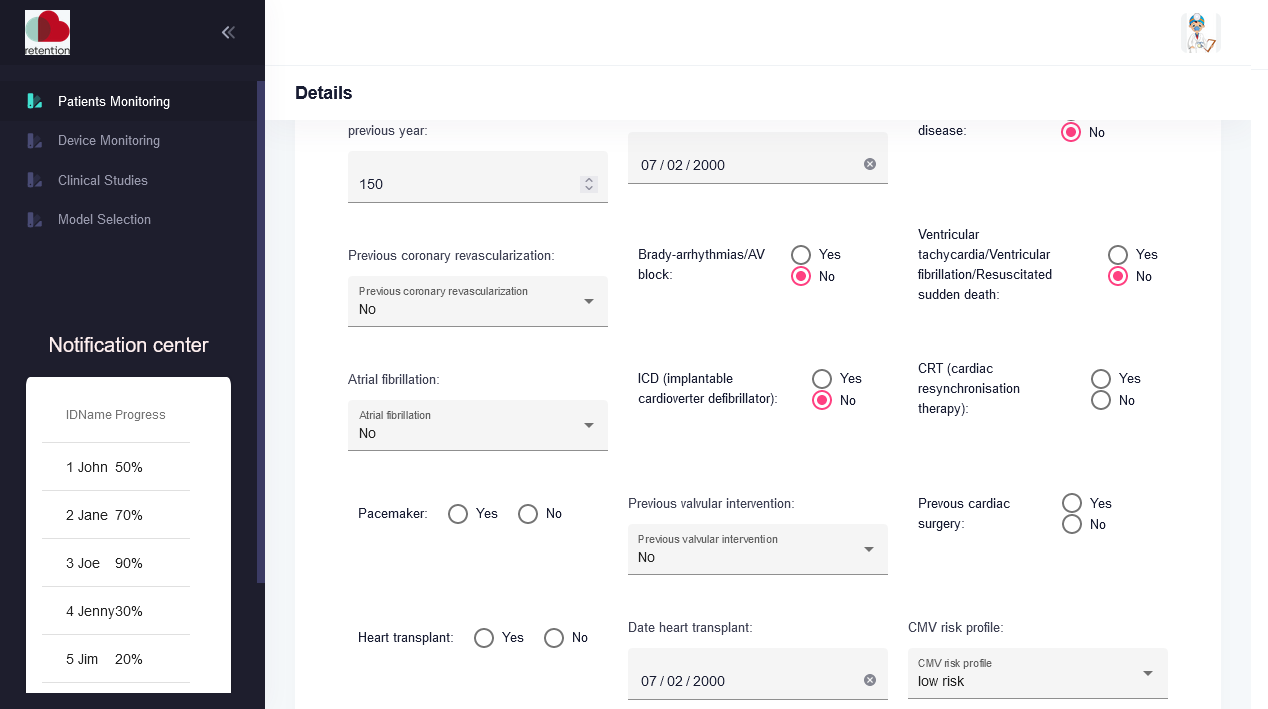 retention
Patients Monitoring
Device Monitoring
Clinical Studies
Model Selection
Notification center
ID Name Progress
1 John 50%
2 Jane 70%
3 Joe 90%
4 Jenny 30%
5 Jim 20%
Details
previous year:
150
07 / 02 / 2000
disease:
No
Previous coronary revascularization:
Previous coronary revascularization
No
Brady-arrhythmias/AV
block:
Yes
No
Ventricular
tachycardia/Ventricular
fibrillation/Resuscitated
sudden death:
Yes
No
Atrial fibrillation:
Atrial fibrillation
No
ICD (implantable
cardioverter defibrillator):
Yes
No
CRT (cardiac
resynchronisation
therapy):
Yes
No
Pacemaker:
Yes
No
Previous valvular intervention:
Previous valvular intervention
No
Prevous cardiac
surgery:
Yes
No
Heart transplant:
Yes
No
Date heart transplant:
07 / 02 / 2000
CMV risk profile:
CMV risk profile
low risk